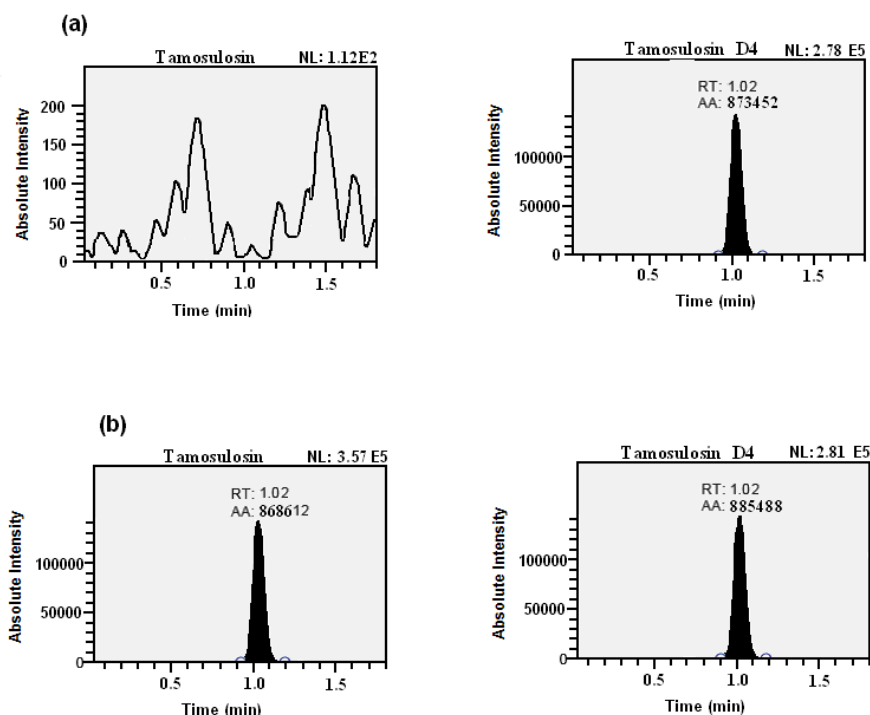 (a)
Tamosulosin NL: 1.12E2
200
150
100
50
0
0.5 1.0 1.5
Absolute Intensity
Time (min)
Tamosulosin D4 NL: 2.78 E5
RT: 1.02
AA: 873452
100000
50000
0
0.5 1.0 1.5
Absolute Intensity
Time (min)
(b)
Tamosulosin NL: 3.57 E5
RT: 1.02
AA: 868612
100000
50000
0
0.5 1.0 1.5
Absolute Intensity
Time (min)
Tamosulosin D4 NL: 2.81 E5
RT: 1.02
AA: 885488
100000
50000
0
0.5 1.0 1.5
Absolute Intensity
Time (min)